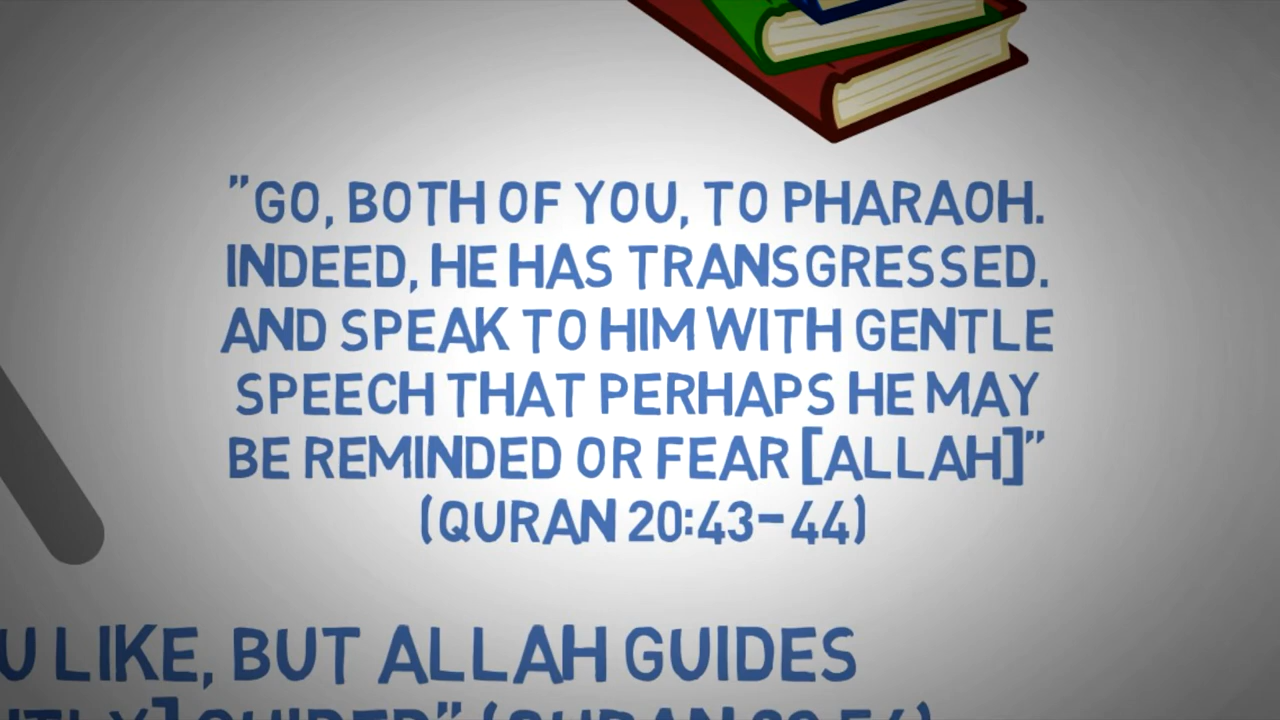 "GO, BOTH OF YOU, TO PHARAOH.
INDEED, HE HAS TRANSGRESSED.
AND SPEAK TO HIM WITH GENTLE
SPEECH THAT PERHAPS HE MAY
BE REMINDED OR FEAR [ALLAH]"
(QURAN 20:43-44)
LIKE, BUT ALLAH GUIDES